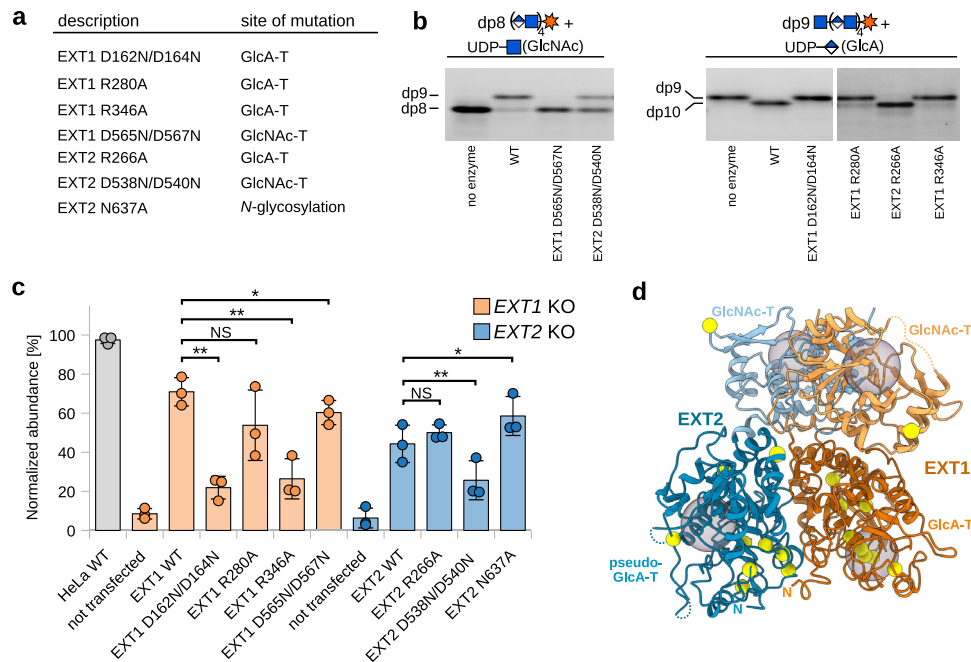 a
description site of mutation
EXT1 D162N/D164N GlcA-T
EXT1 R280A GlcA-T
EXT1 R346A GlcA-T
EXT1 D565N/D567N GlcNAc-T
EXT2 R266A GlcA-T
EXT2 D538N/D540N GlcNAc-T
EXT2 N637A N-glycosylation
b
dp8 ( )4 +
UDP (GlcNAc)
dp9
dp8
no enzyme
WT
EXT1 D565N/D567N
EXT2 D538N/D540N
dp9 ( )4 +
UDP (GlcA)
dp9
dp10
no enzyme
WT
EXT1 D162N/D164N
EXT1 R280A
EXT2 R266A
EXT1 R346A
c
Normalized abundance [%]
100
80
60
40
20
0
EXT1 KO
EXT2 KO
*
**
NS
**
*
**
NS
HeLa WT
not transfected
EXT1 WT
EXT1 D162N/D164N
EXT1 R280A
EXT1 R346A
EXT1 D565N/D567N
not transfected
EXT2 WT
EXT2 R266A
EXT2 D538N/D540N
EXT2 N637A
d
GlcNAc-T
GlcNAc-T
EXT2
EXT1
GlcA-T
pseudo-
GlcA-T
N
N